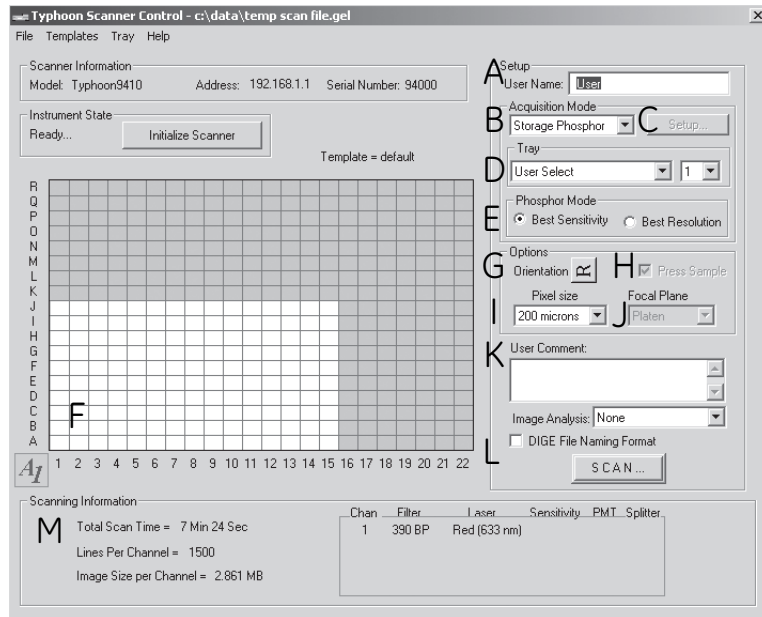 Typhoon Scanner Control - c:\data\temp scan file.gel
File Templates Tray Help
Scanner Information
Model: Typhoon9410 Address: 192.168.1.1 Serial Number: 94000
Instrument State
Ready... Initialize Scanner
Template = default
R
Q
P
O
N
M
L
K
J
I
H
G
F
E
D
C
B
A
F
A1 1 2 3 4 5 6 7 8 9 10 11 12 13 14 15 16 17 18 19 20 21 22
A Setup
User Name: User
B Acquisition Mode
Storage Phosphor C Setup...
Tray
D User Select 1
Phosphor Mode
E Best Sensitivity Best Resolution
Options
G Orientation R H Press Sample
Pixel size Focal Plane
I 200 microns J Platen
K User Comment:
Image Analysis: None
L DIGE File Naming Format
SCAN...
Scanning Information
M Total Scan Time = 7 Min 24 Sec
Lines Per Channel = 1500
Image Size per Channel = 2.861 MB
Chan Filter Laser Sensitivity PMT Splitter
1 390 BP Red (633 nm)